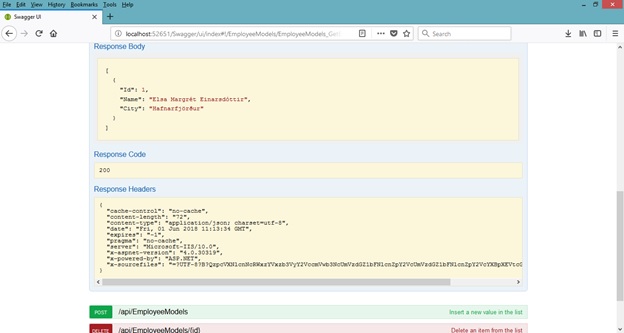 File Edit View History Bookmarks Tools Help
Swagger UI
localhost:52651/Swagger/ui/index#!/EmployeeModels/EmployeeModels_Get
Search
Response Body
[
{
"Id": 1,
"Name": "Elsa Margrét Einarsdóttir",
"City": "Hafnarfjörður"
}
]
Response Code
200
Response Headers
{
"cache-control": "no-cache",
"content-length": "72",
"content-type": "application/json; charset=utf-8",
"date": "Fri, 01 Jun 2018 11:13:34 GMT",
"expires": "-1",
"pragma": "no-cache",
"server": "Microsoft-IIS/10.0",
"x-aspnet-version": "4.0.30319",
"x-powered-by": "ASP.NET",
"x-sourcefiles":
}
POST /api/EmployeeModels Insert a new value in the list
DELETE /api/EmployeeModels/{id} Delete an item from the list